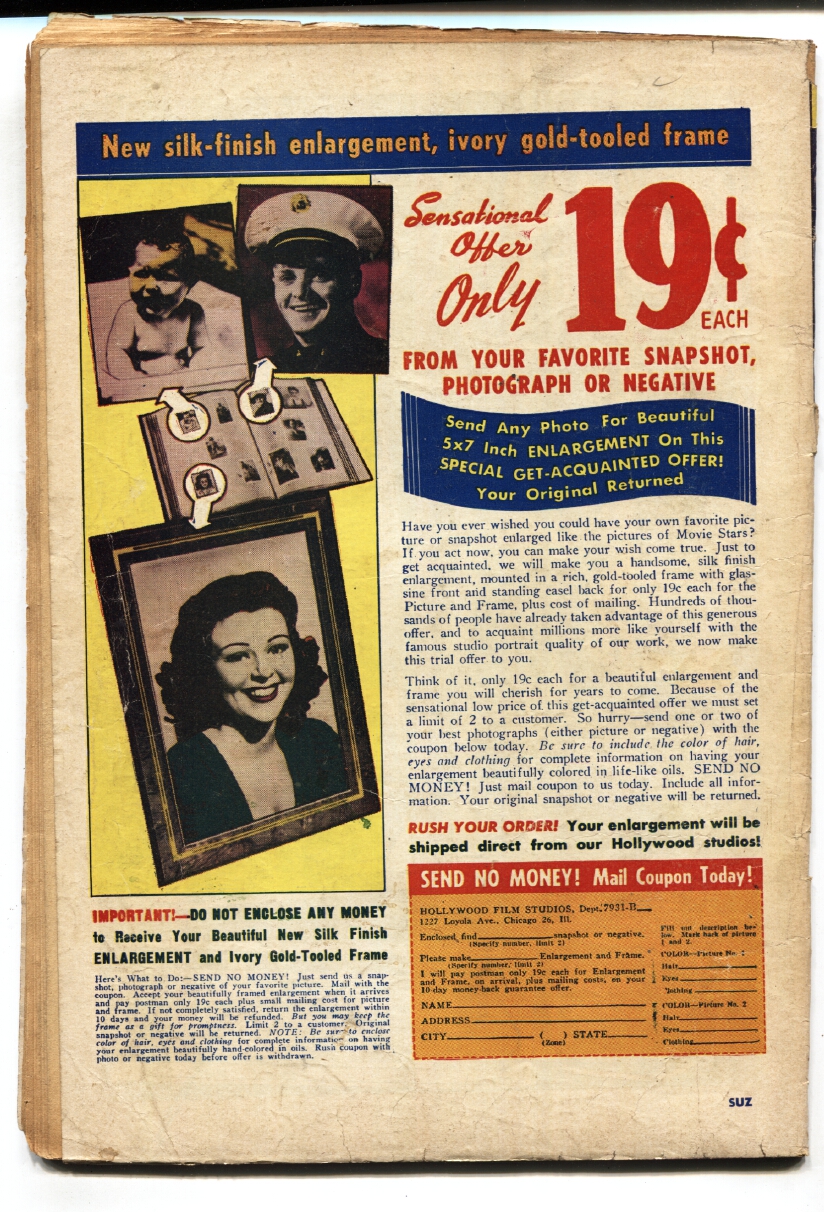 New silk-finish enlargement, ivory gold-tooled frame
Sensational
Offer
Only
19¢
EACH
FROM YOUR FAVORITE SNAPSHOT,
PHOTOGRAPH OR NEGATIVE
Send Any Photo For Beautiful
5x7 Inch ENLARGEMENT On This
SPECIAL GET-ACQUAINTED OFFER!
Your Original Returned
Have you ever wished you could have your own favorite pic-
ture or snapshot enlarged like the pictures of Movie Stars?
If you act now, you can make your wish come true. Just to
get acquainted, we will make you a handsome, silk finish
enlargement, mounted in a rich, gold-tooled frame with glas-
sine front and standing easel back for only 19c each for the
Picture and Frame, plus cost of mailing. Hundreds of thou-
sands of people have already taken advantage of this generous
offer, and to acquaint millions more like yourself with the
famous studio portrait quality of our work, we now make
this trial offer to you.
Think of it, only 19c each for a beautiful enlargement and
frame you will cherish for years to come. Because of the
sensational low price of this get-acquainted offer we must set
a limit of 2 to a customer. So hurry—send one or two of
your best photographs (either picture or negative) with the
coupon below today. Be sure to include the color of hair,
eyes and clothing for complete information on having your
enlargement beautifully colored in life-like oils. SEND NO
MONEY! Just mail coupon to us today. Include all infor-
mation. Your original snapshot or negative will be returned.
RUSH YOUR ORDER! Your enlargement will be
shipped direct from our Hollywood studios!
IMPORTANT!—DO NOT ENCLOSE ANY MONEY
to Receive Your Beautiful New Silk Finish
ENLARGEMENT and Ivory Gold-Tooled Frame
Here's What to Do:—SEND NO MONEY! Just send us a snap-
shot, photograph or negative of your favorite picture. Mail with the
coupon. Accept your beautifully framed enlargement when it arrives
and pay postman only 19c each plus small mailing cost for picture
and frame. If not completely satisfied, return the enlargement within
10 days and your money will be refunded. But you may keep the
frame as a gift for promptness. Limit 2 to a customer. Original
snapshot or negative will be returned. NOTE: Be sure to enclose
color of hair, eyes and clothing for complete information on having
your enlargement beautifully hand-colored in oils. Rush coupon with
photo or negative today before offer is withdrawn.
SEND NO MONEY! Mail Coupon Today!
HOLLYWOOD FILM STUDIOS, Dept. 7931-B
1227 Loyola Ave., Chicago 26, Ill.
Enclosed find snapshot or negative.
(Specify number, limit 2)
Please make Enlargement and Frame.
(Specify number, limit 2)
I will pay postman only 19c each for Enlargement
and Frame, on arrival, plus mailing costs, on your
10-day money-back guarantee offer.
NAME
ADDRESS
CITY ( ) STATE
(Zone)
Fill out description be-
low. Mark back of picture
1 and 2.
COLOR—Picture No. 1
Hair
Eyes
Clothing
COLOR—Picture No. 2
Hair
Eyes
Clothing
SUZ